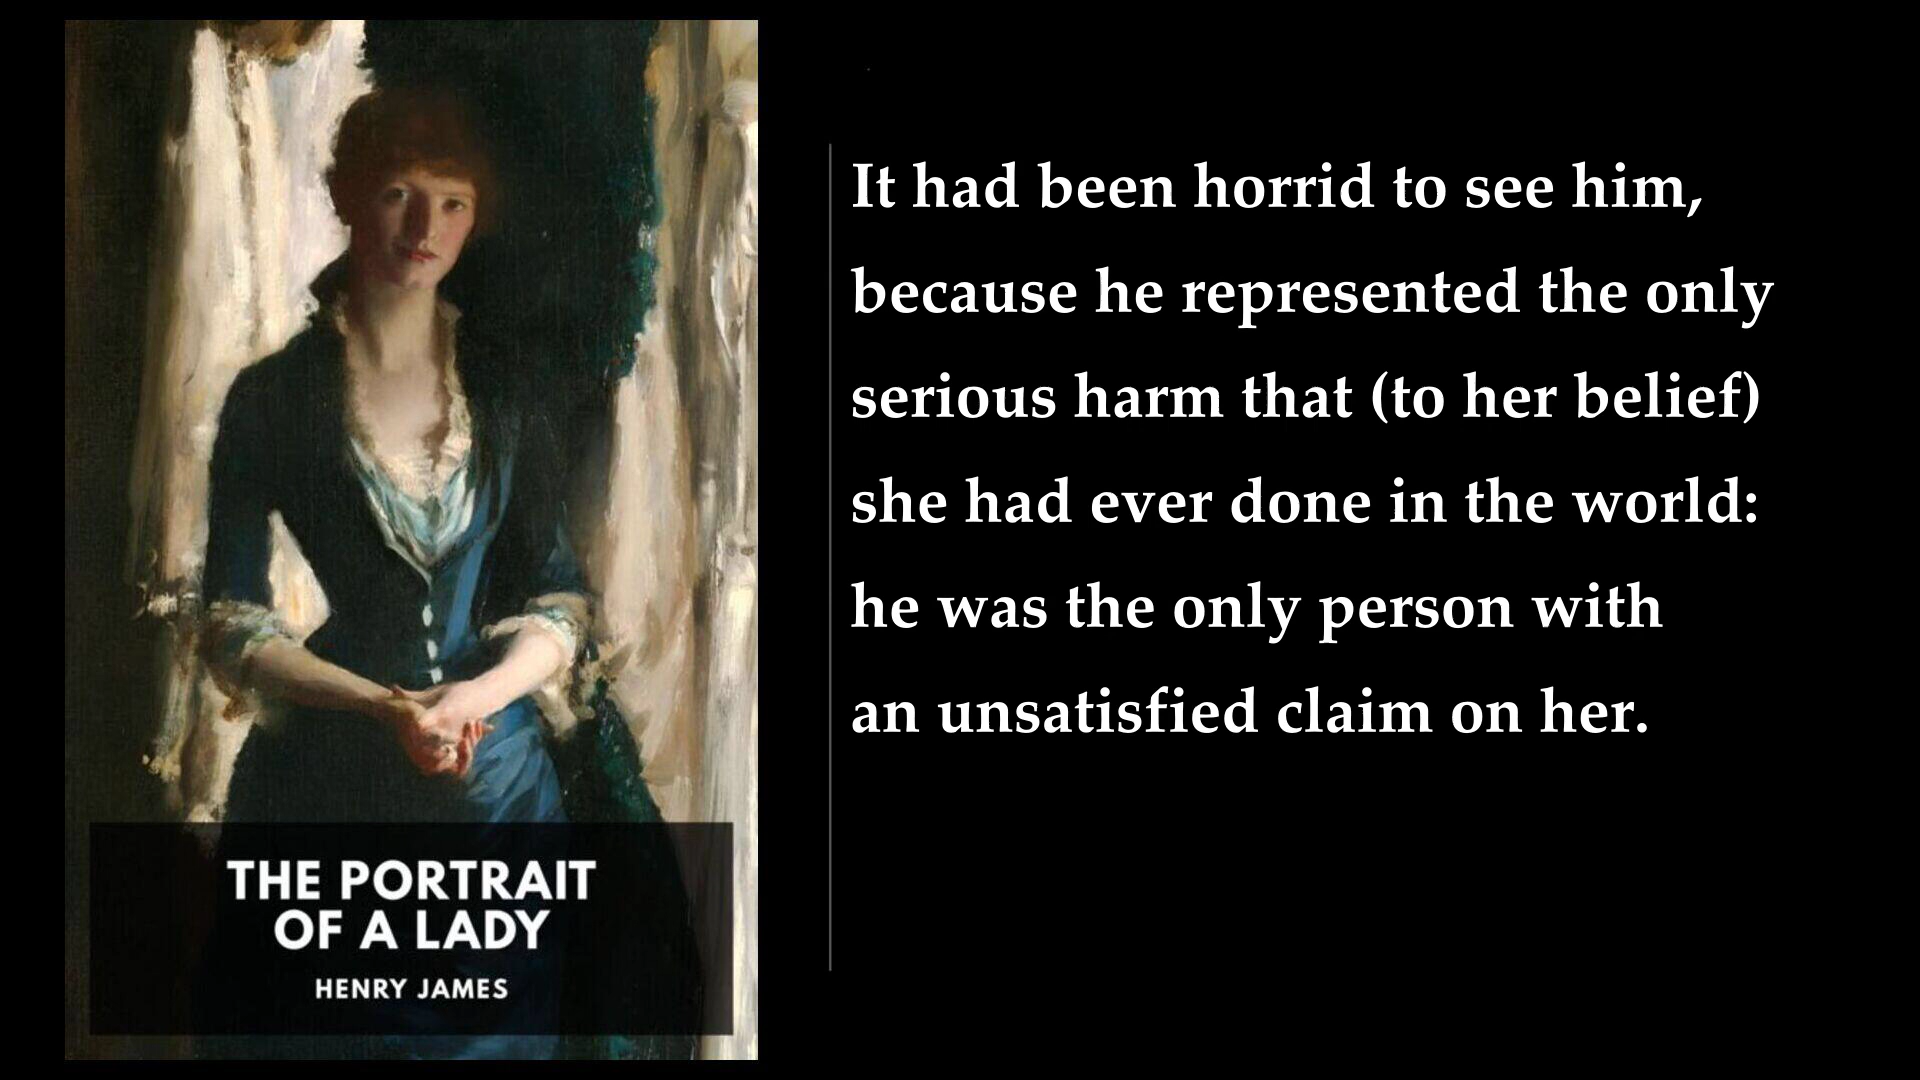 THE PORTRAIT
OF A LADY
HENRY JAMES
It had been horrid to see him,
because he represented the only
serious harm that (to her belief)
she had ever done in the world:
he was the only person with
an unsatisfied claim on her.